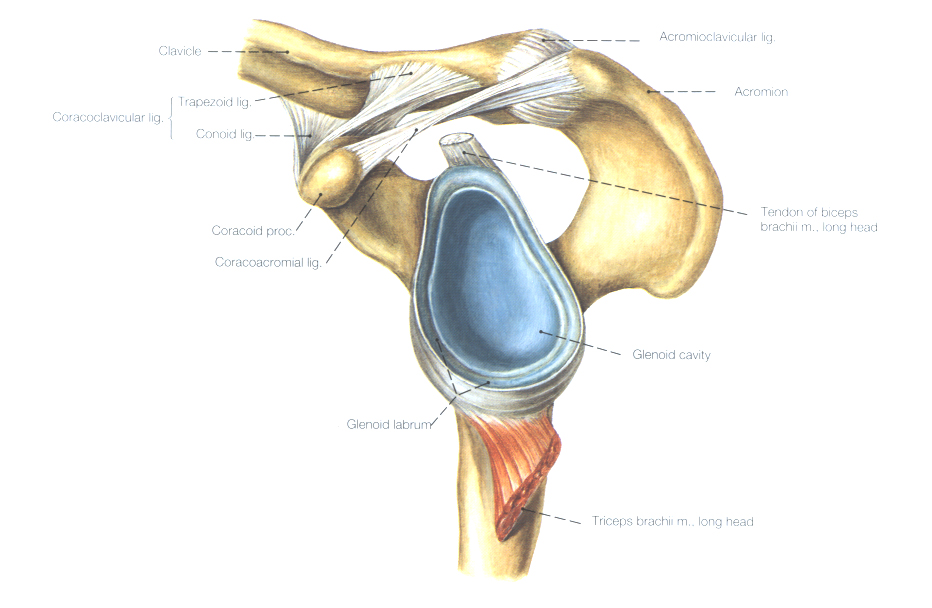 Acromioclavicular lig.
Clavicle
Acromion
Trapezoid lig.
Coracoclavicular lig.
Conoid lig.
Tendon of biceps
brachii m., long head
Coracoid proc.
Coracoacromial lig.
Glenoid cavity
Glenoid labrum
Triceps brachii m., long head